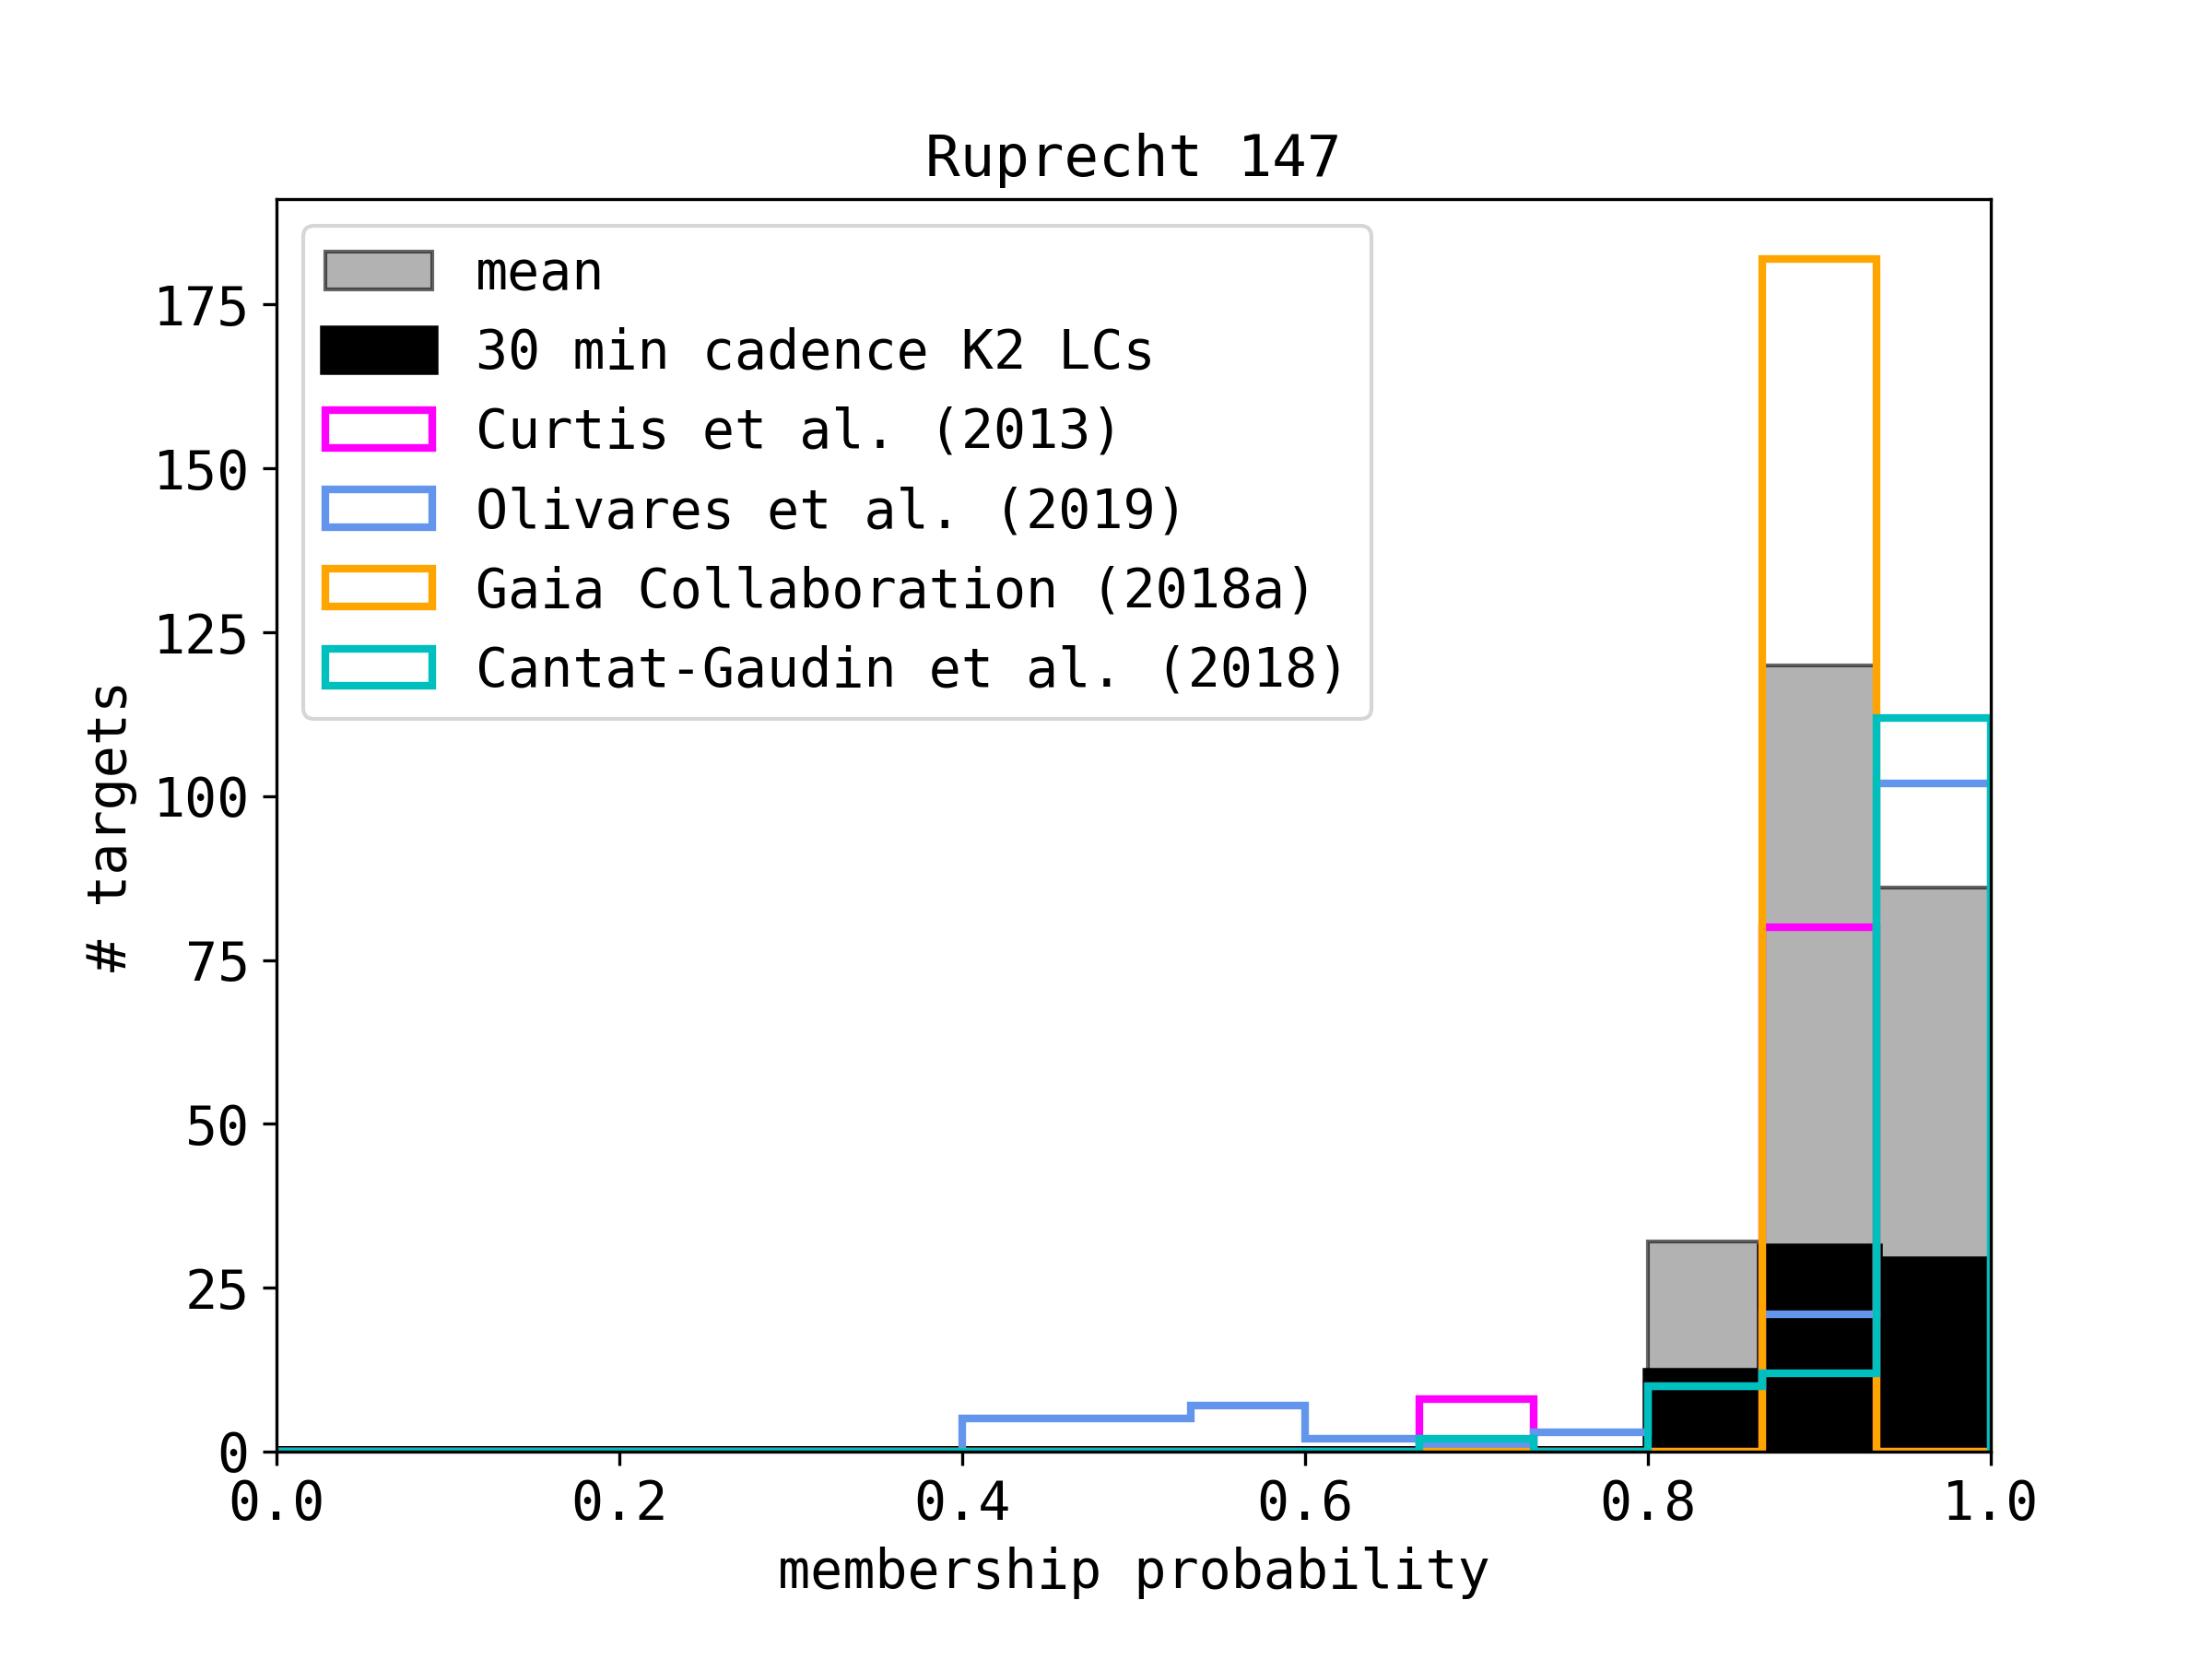 Ruprecht 147
mean
30 min cadence K2 LCs
Curtis et al. (2013)
Olivares et al. (2019)
Gaia Collaboration (2018a)
Cantat-Gaudin et al. (2018)
# targets
175
150
125
100
75
50
25
0
0.0 0.2 0.4 0.6 0.8 1.0
membership probability